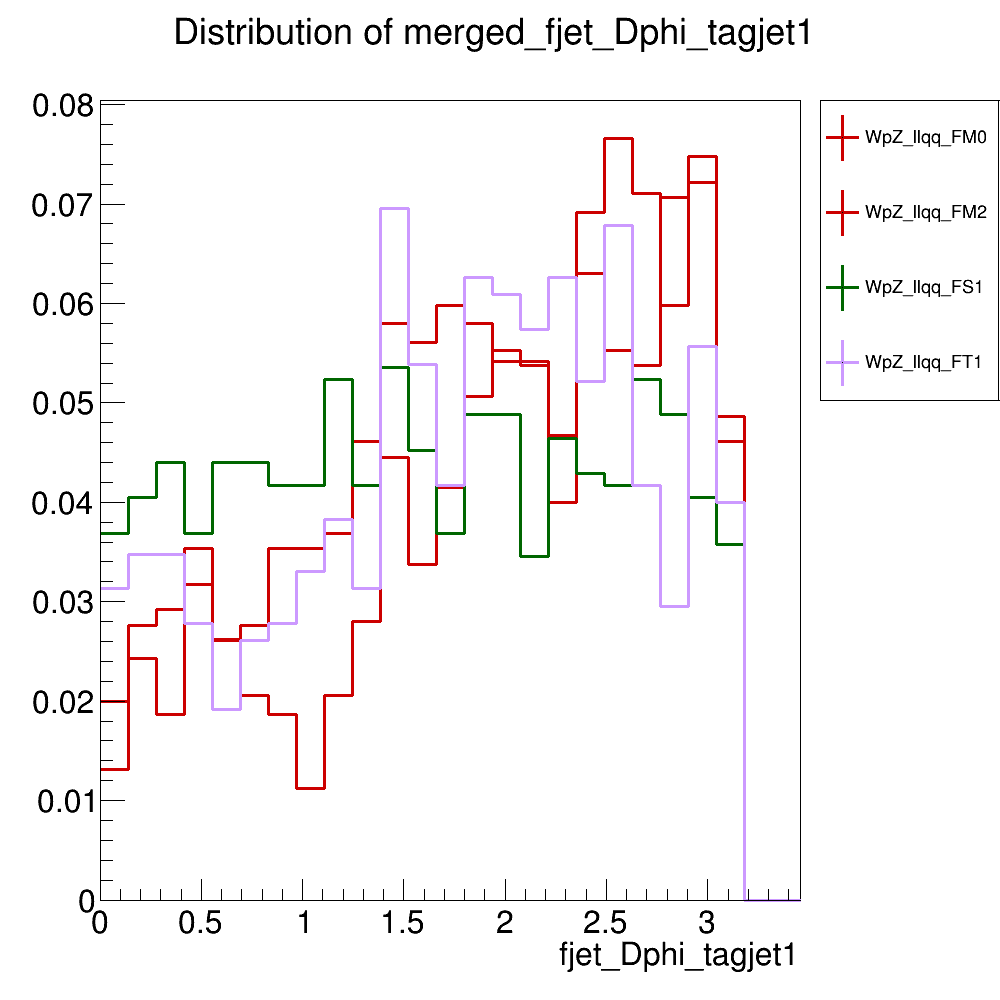 Distribution of merged_fjet_Dphi_tagjet1
0.08
0.07
0.06
0.05
0.04
0.03
0.02
0.01
0
0 0.5 1 1.5 2 2.5 3
fjet_Dphi_tagjet1
WpZ_llqq_FM0
WpZ_llqq_FM2
WpZ_llqq_FS1
WpZ_llqq_FT1